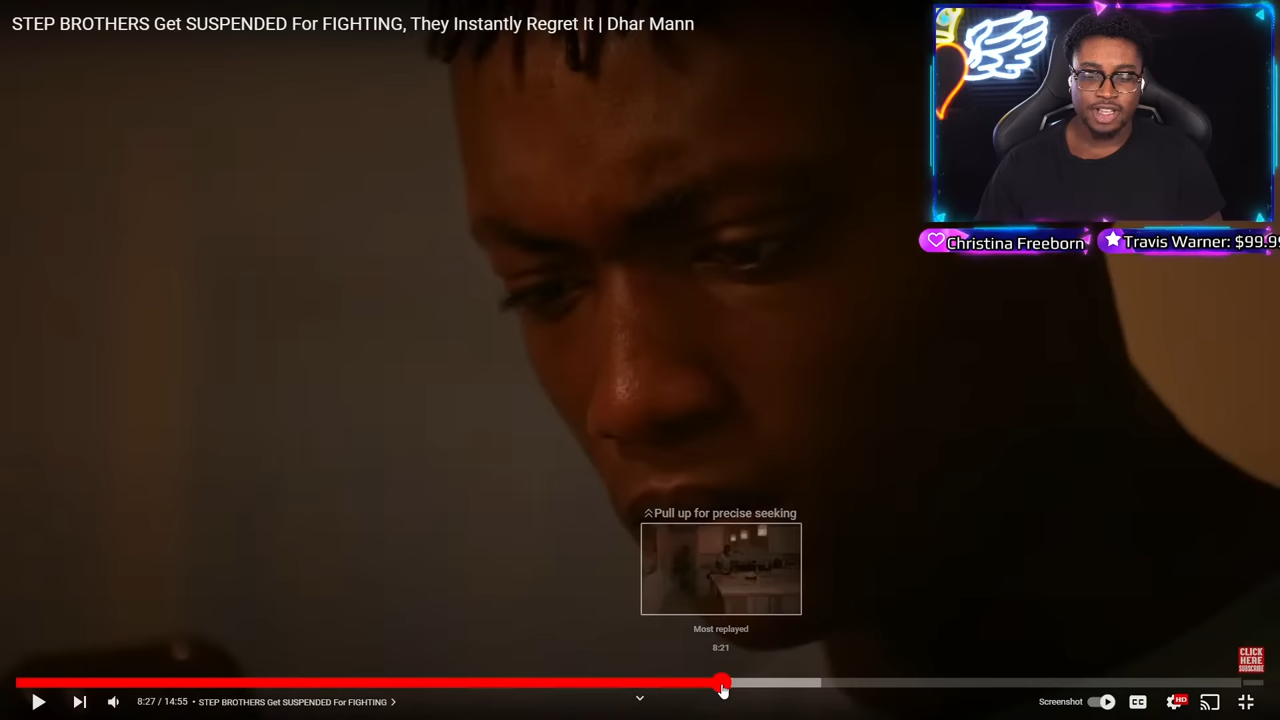 STEP BROTHERS Get SUSPENDED For FIGHTING, They Instantly Regret It | Dhar Mann
Christina Freeborn
Travis Warner: $99.9
Pull up for precise seeking
Most replayed
8:21
CLICK
HERE
SUBSCRIBE
8:27 / 14:55 • STEP BROTHERS Get SUSPENDED For FIGHTING
Screenshot
CC
HD